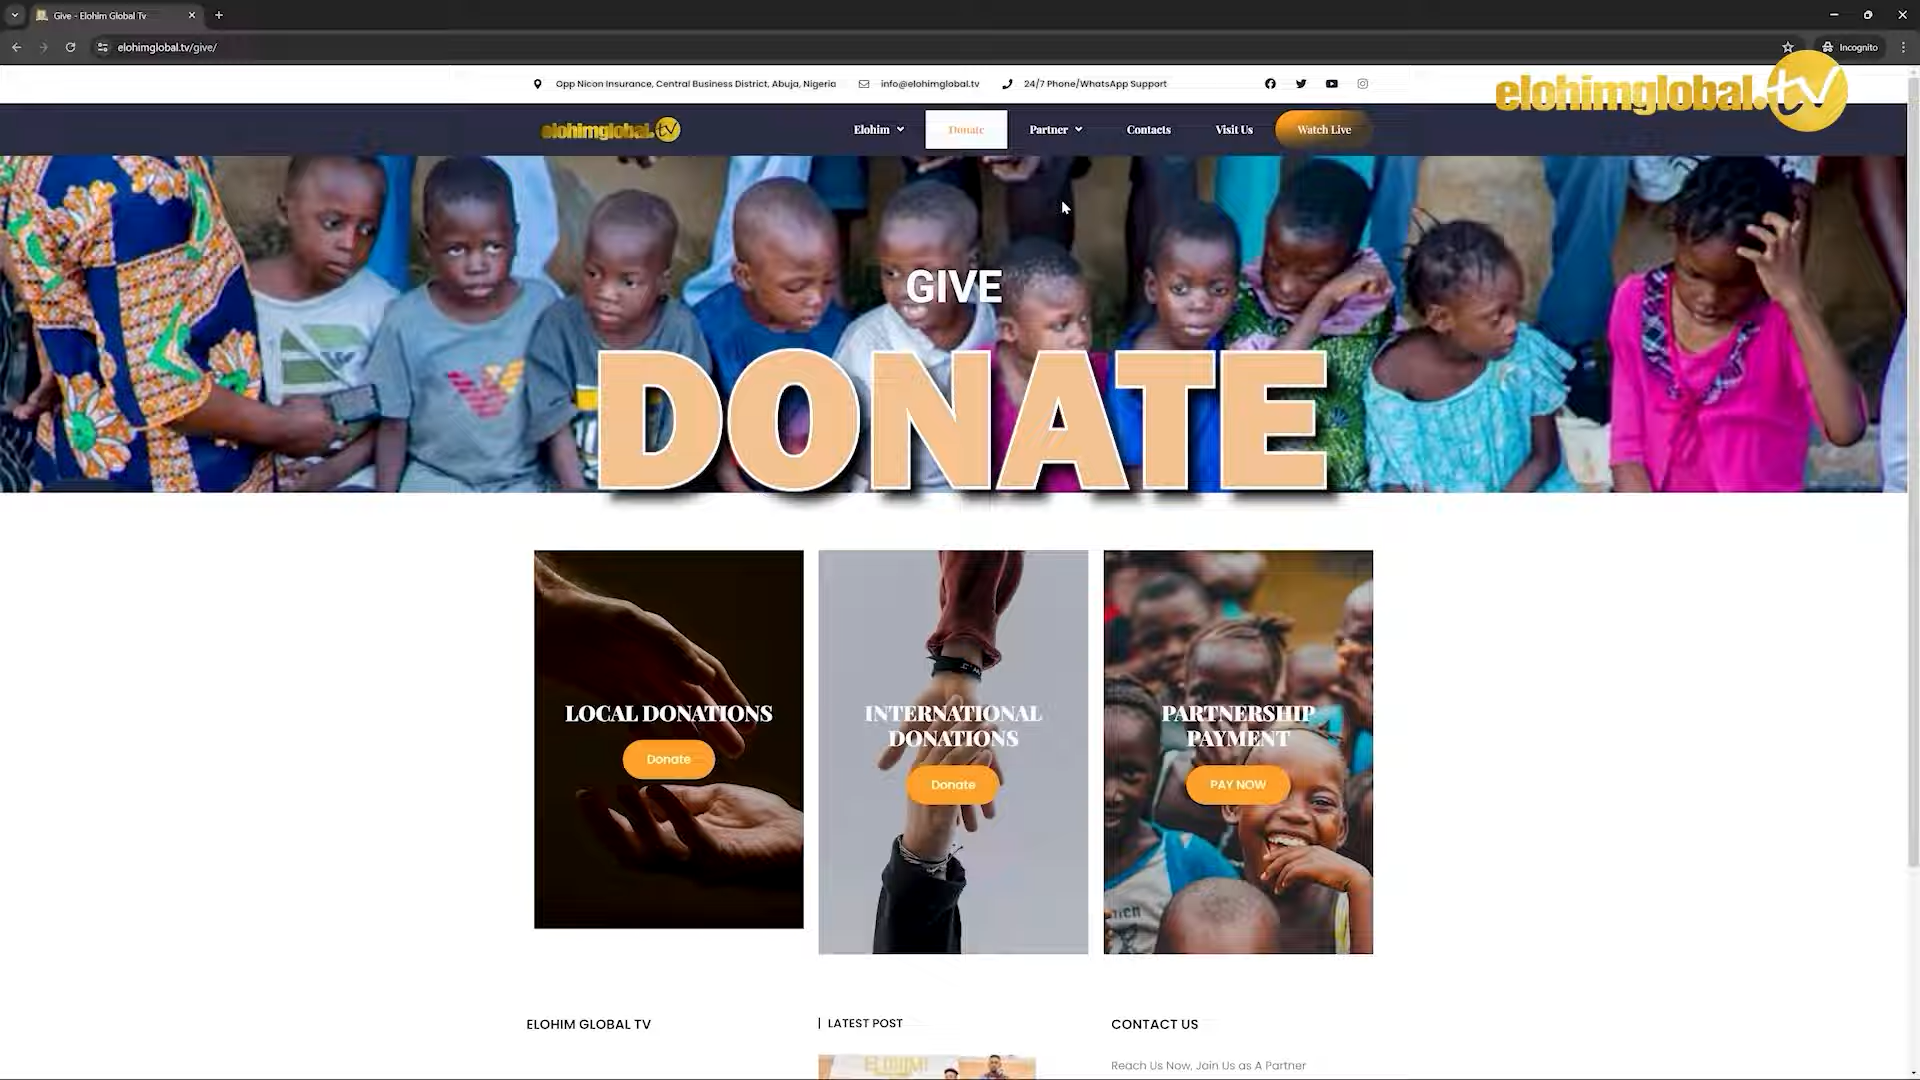 Give - Elohim Global Tv
elohimglobal.tv/give/
Incognito
Opp Nicon Insurance, Central Business District, Abuja, Nigeria
info@elohimglobal.tv
24/7 Phone/WhatsApp Support
elohimglobal.tv
elohimglobal.tv
Elohim
Donate
Partner
Contacts
Visit Us
Watch Live
GIVE
DONATE
LOCAL DONATIONS
Donate
INTERNATIONAL
DONATIONS
Donate
PARTNERSHIP
PAYMENT
PAY NOW
ELOHIM GLOBAL TV
LATEST POST
CONTACT US
ELOHIM
Reach Us Now, Join Us as A Partner